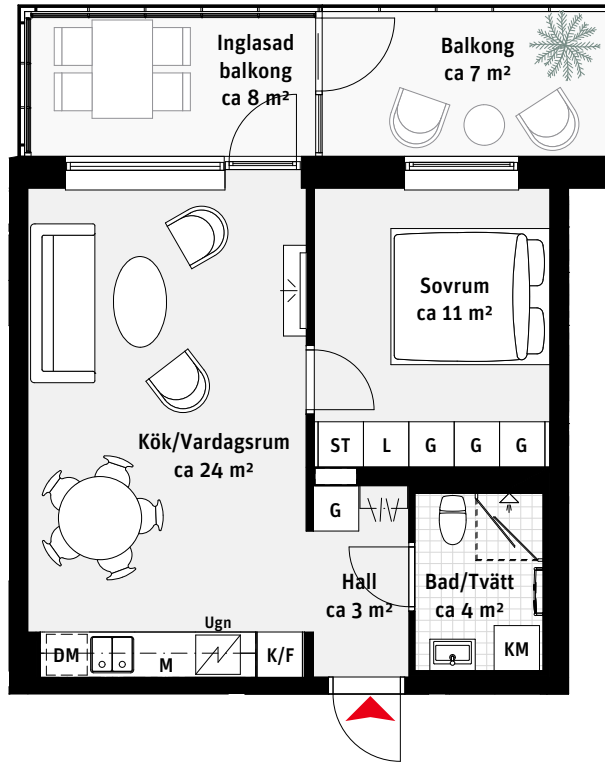 Inglasad
balkong
ca 8 m²
Balkong
ca 7 m²
Sovrum
ca 11 m²
Kök/Vardagsrum
ca 24 m²
ST L G G G
G
Hall
ca 3 m²
Bad/Tvätt
ca 4 m²
Ugn
DM M K/F KM